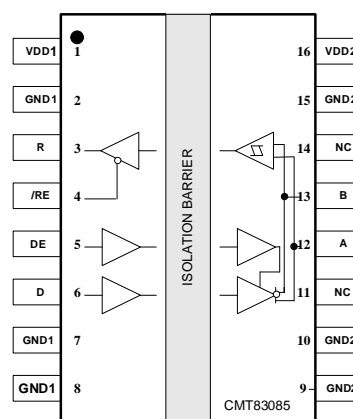 VDD1 1 16 VDD2
GND1 2 15 GND2
R 3 14 NC
/RE 4 13 B
DE 5 12 A
D 6 11 NC
GND1 7 10 GND2
GND1 8 9 GND2
ISOLATION BARRIER
CMT83085